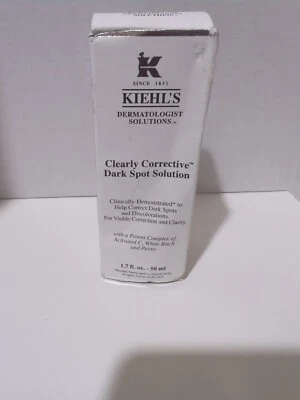 K
SINCE 1851
KIEHL'S
DERMATOLOGIST
SOLUTIONS™
Clearly Corrective™
Dark Spot Solution
Clinically-Demonstrated* to
Help Correct Dark Spots
and Discolorations
For Visible Correction and Clarity
with a Potent Complex of
Activated C, White Birch
and Peony
1.7 fl. oz. - 50 ml